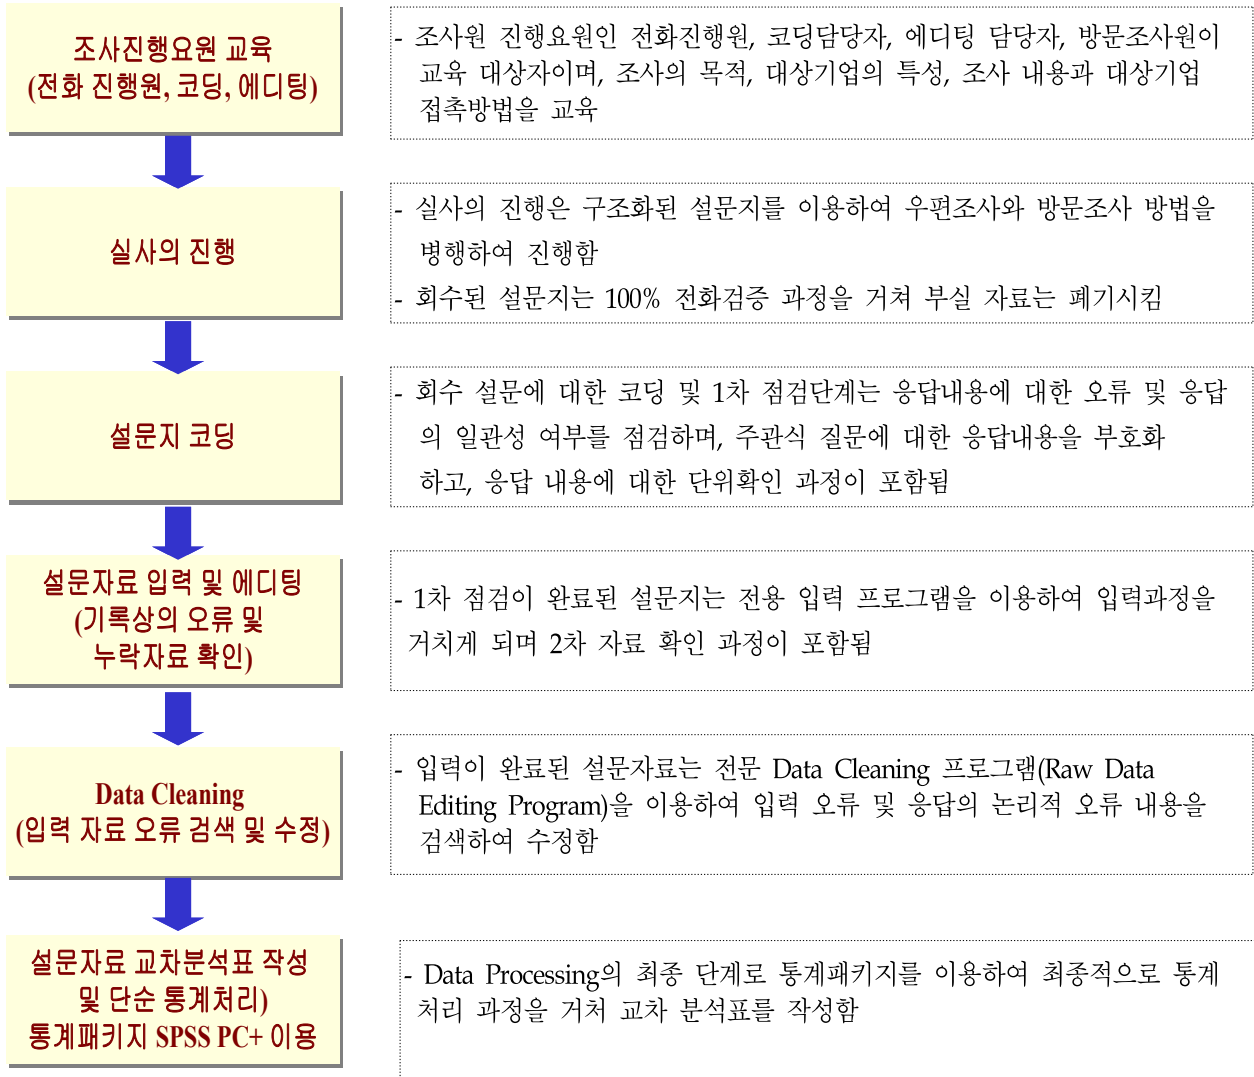 조사진행요원 교육
(전화 진행원, 코딩, 에디팅)
- 조사원 진행요원인 전화진행원, 코딩담당자, 에디팅 담당자, 방문조사원이
교육 대상자이며, 조사의 목적, 대상기업의 특성, 조사 내용과 대상기업
접촉방법을 교육
실사의 진행
- 실사의 진행은 구조화된 설문지를 이용하여 우편조사와 방문조사 방법을
병행하여 진행함
- 회수된 설문지는 100% 전화검증 과정을 거쳐 부실 자료는 폐기시킴
설문지 코딩
- 회수 설문에 대한 코딩 및 1차 점검단계는 응답내용에 대한 오류 및 응답
의 일관성 여부를 점검하며, 주관식 질문에 대한 응답내용을 부호화
하고, 응답 내용에 대한 단위확인 과정이 포함됨
설문자료 입력 및 에디팅
(기록상의 오류 및
누락자료 확인)
- 1차 점검이 완료된 설문지는 전용 입력 프로그램을 이용하여 입력과정을
거치게 되며 2차 자료 확인 과정이 포함됨
Data Cleaning
(입력 자료 오류 검색 및 수정)
- 입력이 완료된 설문자료는 전문 Data Cleaning 프로그램(Raw Data
Editing Program)을 이용하여 입력 오류 및 응답의 논리적 오류 내용을
검색하여 수정함
설문자료 교차분석표 작성
및 단순 통계처리)
통계패키지 SPSS PC+ 이용
- Data Processing의 최종 단계로 통계패키지를 이용하여 최종적으로 통계
처리 과정을 거처 교차 분석표를 작성함